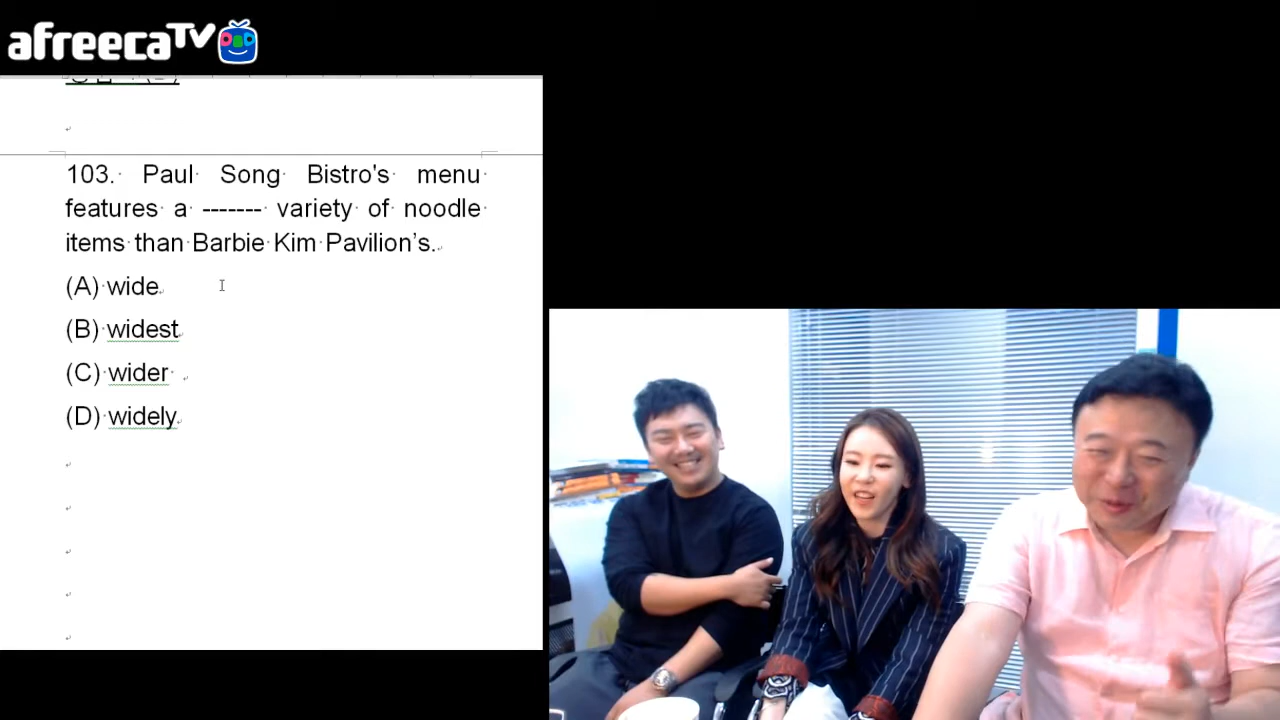 afreecaTV
103. Paul Song Bistro's menu
features a ------- variety of noodle
items than Barbie Kim Pavilion’s.
(A) wide
(B) widest
(C) wider
(D) widely